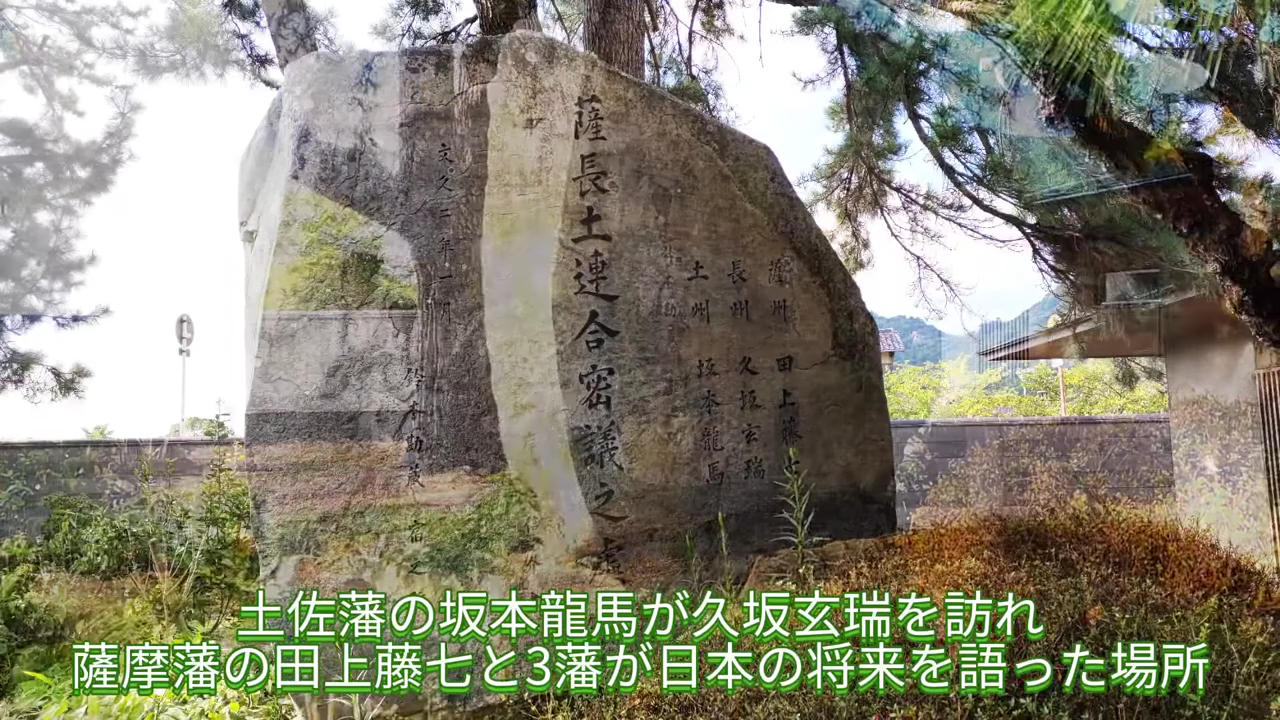 薩州 田上藤七
長州 久坂玄瑞
土州 坂本龍馬
薩長土連合密議之處
文久二年一月
土佐藩の坂本龍馬が久坂玄瑞を訪れ
薩摩藩の田上藤七と3藩が日本の将来を語った場所